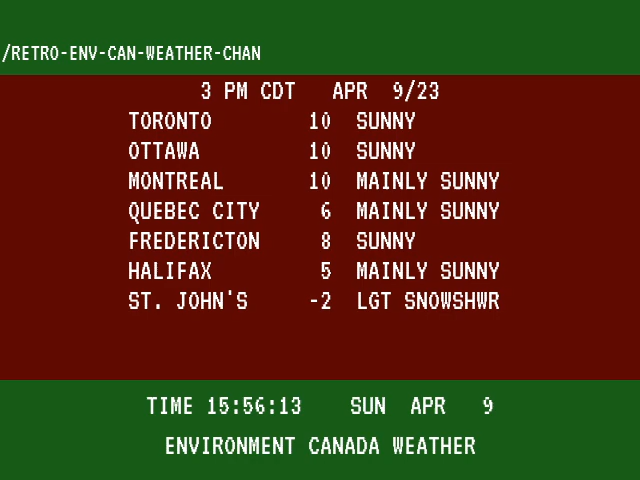 /RETRO-ENV-CAN-WEATHER-CHAN
3 PM CDT APR 9/23
TORONTO 10 SUNNY
OTTAWA 10 SUNNY
MONTREAL 10 MAINLY SUNNY
QUEBEC CITY 6 MAINLY SUNNY
FREDERICTON 8 SUNNY
HALIFAX 5 MAINLY SUNNY
ST. JOHN'S -2 LGT SNOWSHWR
TIME 15:56:13 SUN APR 9
ENVIRONMENT CANADA WEATHER